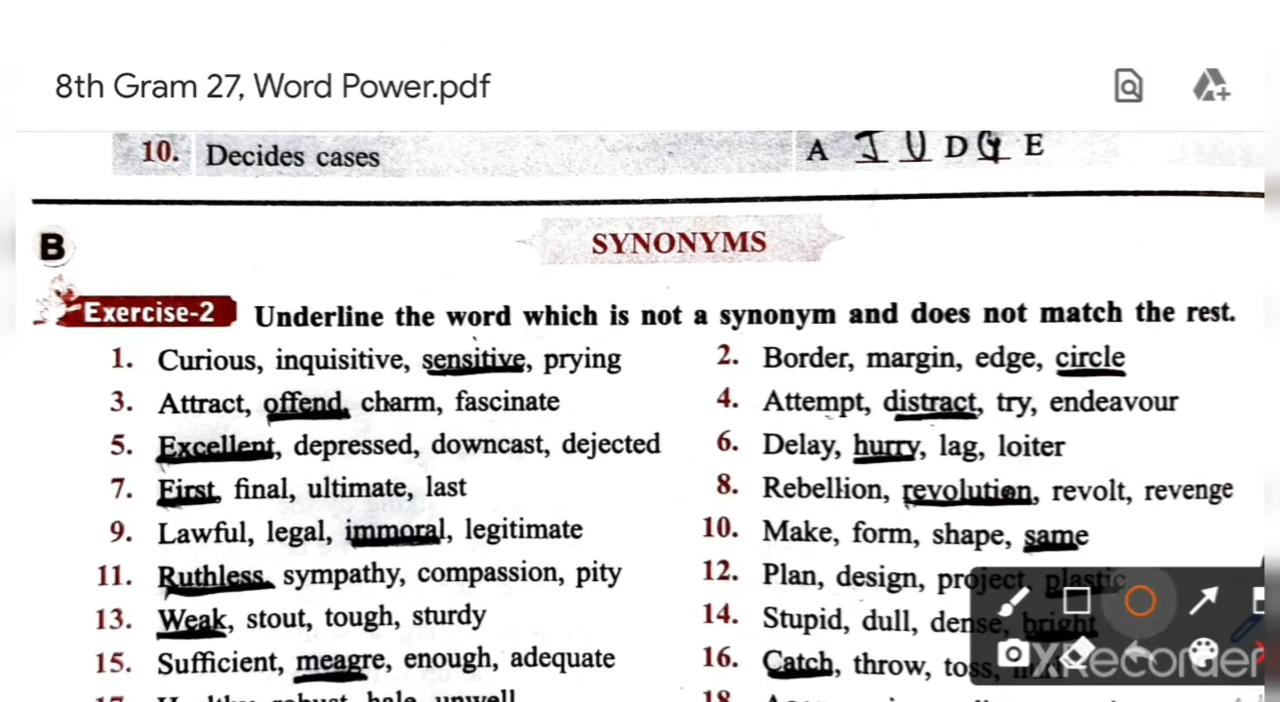 8th Gram 27, Word Power.pdf
10. Decides cases A J U D G E
B SYNONYMS
Exercise-2 Underline the word which is not a synonym and does not match the rest.
1. Curious, inquisitive, sensitive, prying 2. Border, margin, edge, circle
3. Attract, offend, charm, fascinate 4. Attempt, distract, try, endeavour
5. Excellent, depressed, downcast, dejected 6. Delay, hurry, lag, loiter
7. First, final, ultimate, last 8. Rebellion, revolution, revolt, revenge
9. Lawful, legal, immoral, legitimate 10. Make, form, shape, same
11. Ruthless, sympathy, compassion, pity 12. Plan, design, project, plastic
13. Weak, stout, tough, sturdy 14. Stupid, dull, dense, bright
15. Sufficient, meagre, enough, adequate 16. Catch, throw, toss,
XRecorder
17. robust, hale, unwell 18.